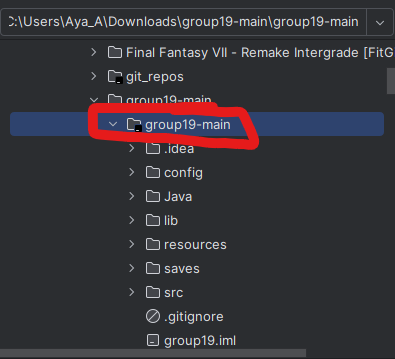 C:\Users\Aya_A\Downloads\group19-main\group19-main
Final Fantasy VII - Remake Intergrade [FitG
git_repos
group19-main
group19-main
.idea
config
Java
lib
resources
saves
src
.gitignore
group19.iml